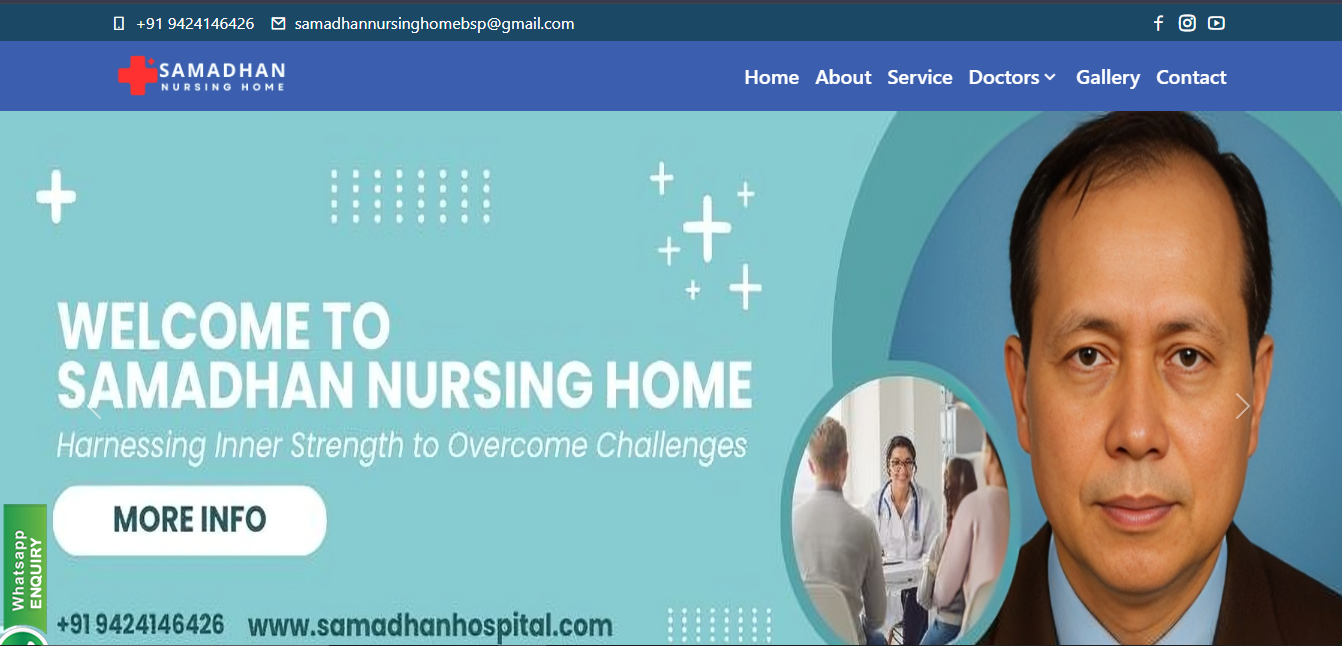 +91 9424146426 samadhannursinghomebsp@gmail.com
SAMADHAN
NURSING HOME
Home About Service Doctors Gallery Contact
WELCOME TO
SAMADHAN NURSING HOME
Harnessing Inner Strength to Overcome Challenges
MORE INFO
Whatsapp
ENQUIRY
+91 9424146426 www.samadhanhospital.com